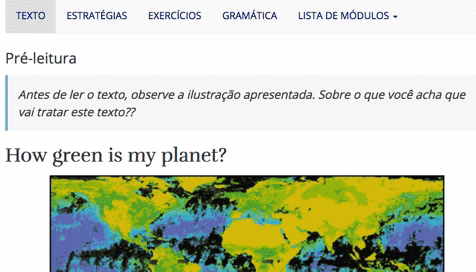 TEXTO ESTRATÉGIAS EXERCÍCIOS GRAMÁTICA LISTA DE MÓDULOS
Pré-leitura
Antes de ler o texto, observe a ilustração apresentada. Sobre o que você acha que
vai tratar este texto??
How green is my planet?